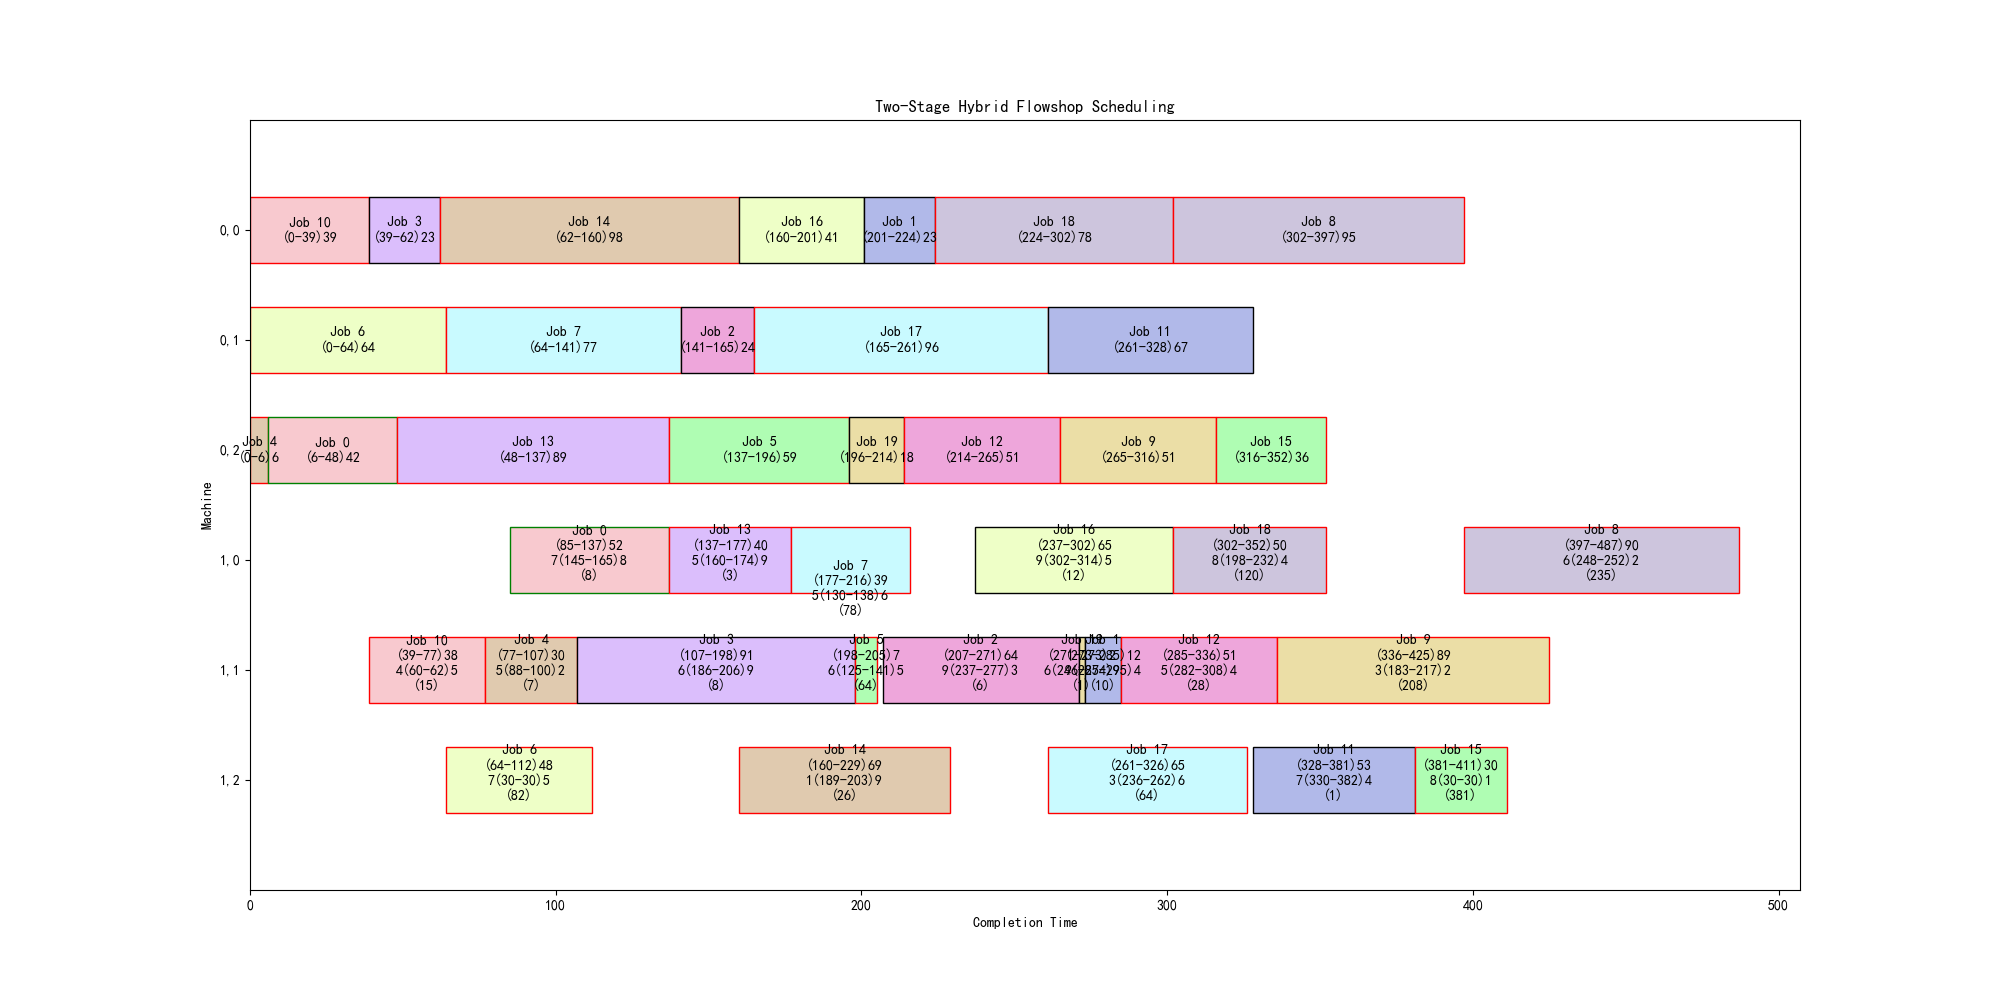 Two-Stage Hybrid Flowshop Scheduling
0,0
Job 10
(0-39)39
Job 3
(39-62)23
Job 14
(62-160)98
Job 16
(160-201)41
Job 1
(201-224)23
Job 18
(224-302)78
Job 8
(302-397)95
0,1
Job 6
(0-64)64
Job 7
(64-141)77
Job 2
(141-165)24
Job 17
(165-261)96
Job 11
(261-328)67
0,2
Job 4
(0-6)6
Job 0
(6-48)42
Job 13
(48-137)89
Job 5
(137-196)59
Job 19
(196-214)18
Job 12
(214-265)51
Job 9
(265-316)51
Job 15
(316-352)36
Machine
1,0
Job 0
(85-137)52
7(145-165)8
(8)
Job 13
(137-177)40
5(160-174)9
(3)
Job 7
(177-216)39
5(130-138)6
(78)
Job 16
(237-302)65
9(302-314)5
(12)
Job 18
(302-352)50
8(198-232)4
(120)
Job 8
(397-487)90
6(248-252)2
(235)
1,1
Job 10
(39-77)38
4(60-62)5
(15)
Job 4
(77-107)30
5(88-100)2
(7)
Job 3
(107-198)91
6(186-206)9
(8)
Job 5
(198-205)7
6(125-141)5
(64)
Job 2
(207-271)64
9(237-277)3
(6)
Job 19
(271-273)2
(1)
Job 1
(273-285)12
(10)
Job 12
(285-336)51
5(282-308)4
(28)
Job 9
(336-425)89
3(183-217)2
(208)
1,2
Job 6
(64-112)48
7(30-30)5
(82)
Job 14
(160-229)69
1(189-203)9
(26)
Job 17
(261-326)65
3(236-262)6
(64)
Job 11
(328-381)53
7(330-382)4
(1)
Job 15
(381-411)30
8(30-30)1
(381)
0
100
200
300
400
500
Completion Time